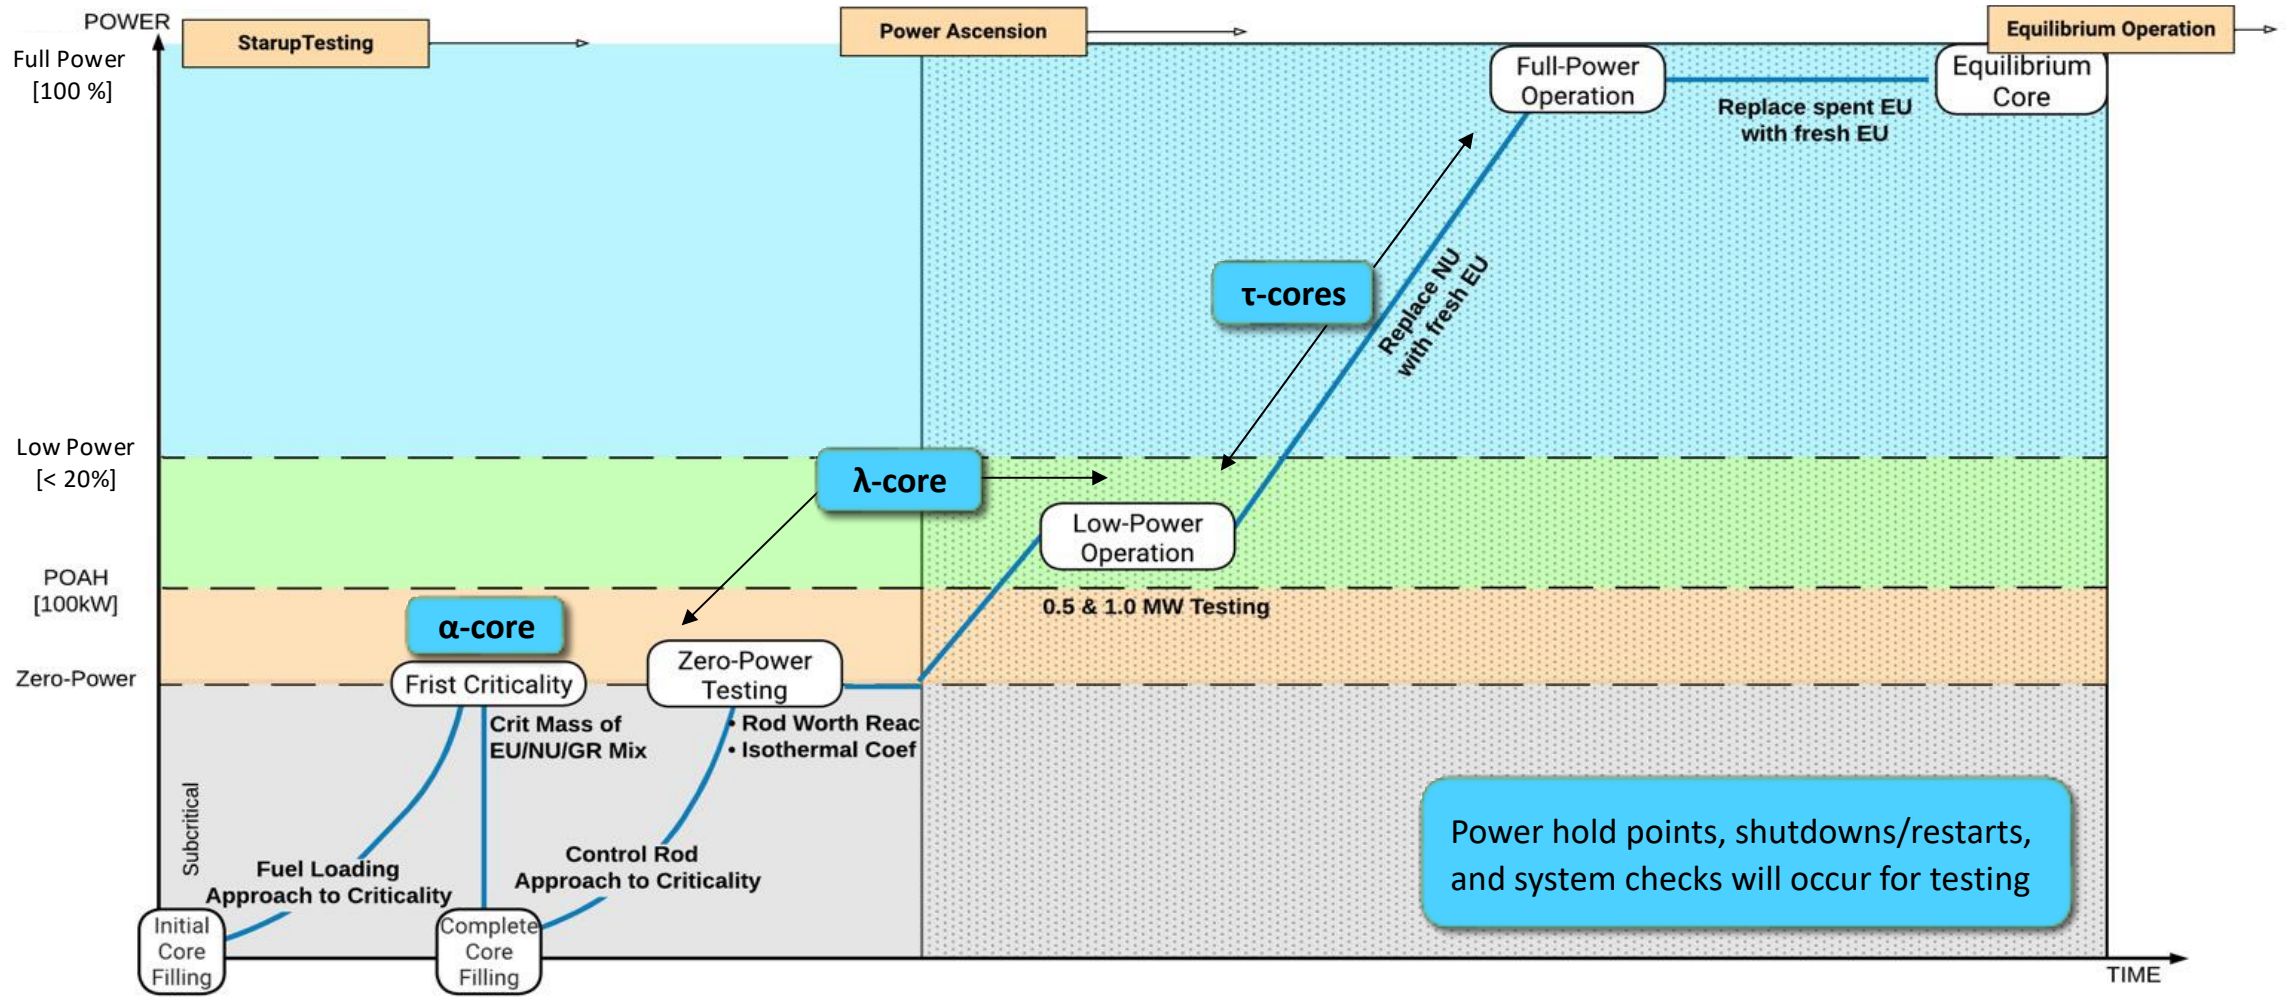 POWER
StarupTesting
Power Ascension
Equilibrium Operation
Full Power
[100 %]
Full-Power
Operation
Equilibrium
Core
Replace spent EU
with fresh EU
τ-cores
Replace NU
with fresh EU
Low Power
[< 20%]
λ-core
Low-Power
Operation
POAH
[100kW]
0.5 & 1.0 MW Testing
α-core
Zero-Power
Frist Criticality
Zero-Power
Testing
Crit Mass of
EU/NU/GR Mix
• Rod Worth Reac
• Isothermal Coef
Subcritical
Fuel Loading
Approach to Criticality
Control Rod
Approach to Criticality
Power hold points, shutdowns/restarts,
and system checks will occur for testing
Initial
Core
Filling
Complete
Core
Filling
TIME